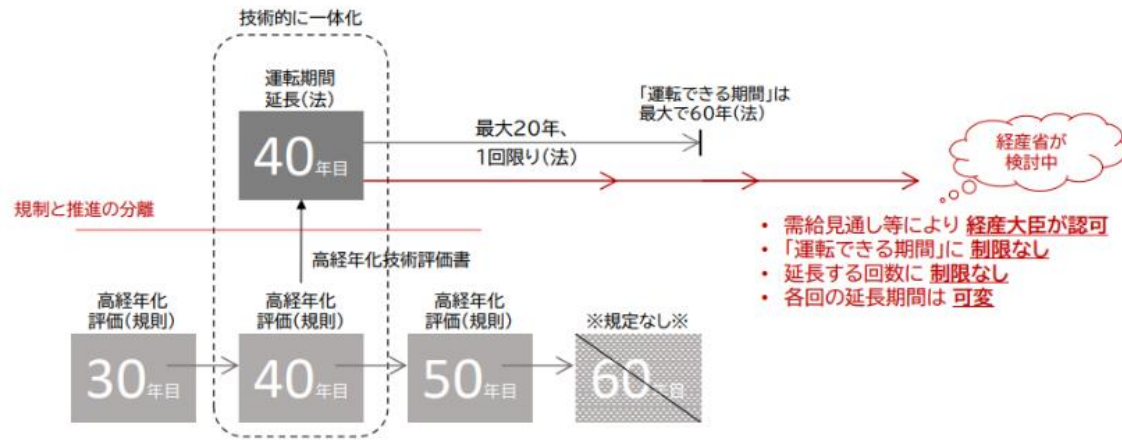 技術的に一体化
運転期間
延長(法)
40年目
最大20年、
1回限り(法)
「運転できる期間」は
最大で60年(法)
経産省が
検討中
規制と推進の分離
• 需給見通し等により 経産大臣が認可
• 「運転できる期間」に 制限なし
• 延長する回数に 制限なし
• 各回の延長期間は 可変
高経年化技術評価書
高経年化
評価(規則)
30年目
高経年化
評価(規則)
40年目
高経年化
評価(規則)
50年目
※規定なし※
60年目